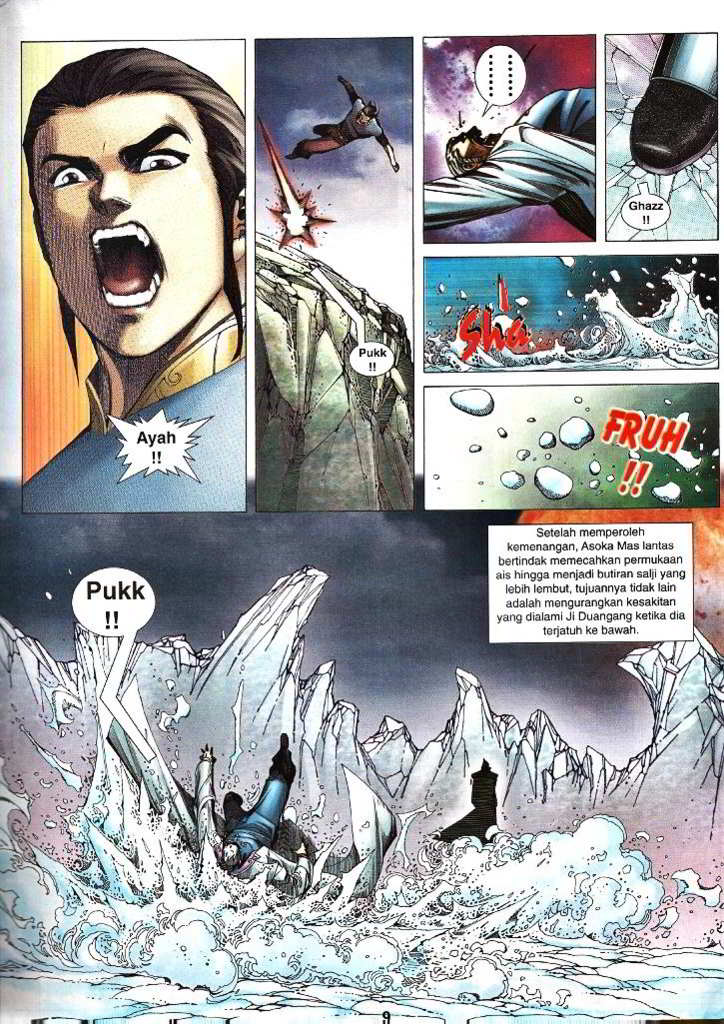 Ayah
!!
Pukk
!!
Ghazz
!!
Sha
!
FRUH
!!
Setelah memperoleh
kemenangan, Asoka Mas lantas
bertindak memecahkan permukaan
ais hingga menjadi butiran salji yang
lebih lembut, tujuannya tidak lain
adalah mengurangkan kesakitan
yang dialami Ji Duangang ketika dia
terjatuh ke bawah.
Pukk
!!
9